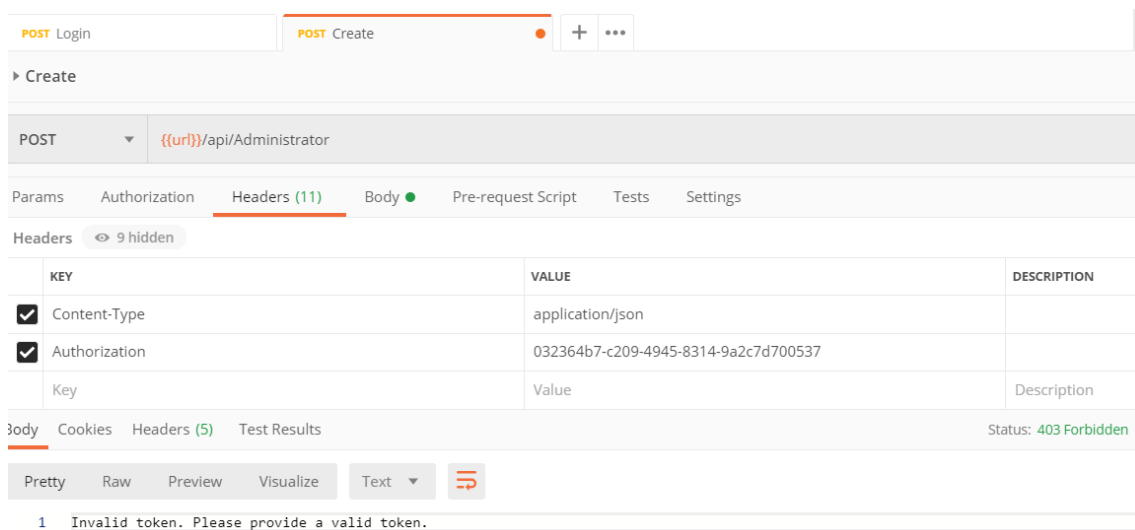 POST Login POST Create + •••
Create
POST {{url}}/api/Administrator
Params Authorization Headers (11) Body Pre-request Script Tests Settings
Headers 9 hidden
KEY VALUE DESCRIPTION
Content-Type application/json
Authorization 032364b7-c209-4945-8314-9a2c7d700537
Key Value Description
Body Cookies Headers (5) Test Results Status: 403 Forbidden
Pretty Raw Preview Visualize Text
1 Invalid token. Please provide a valid token.